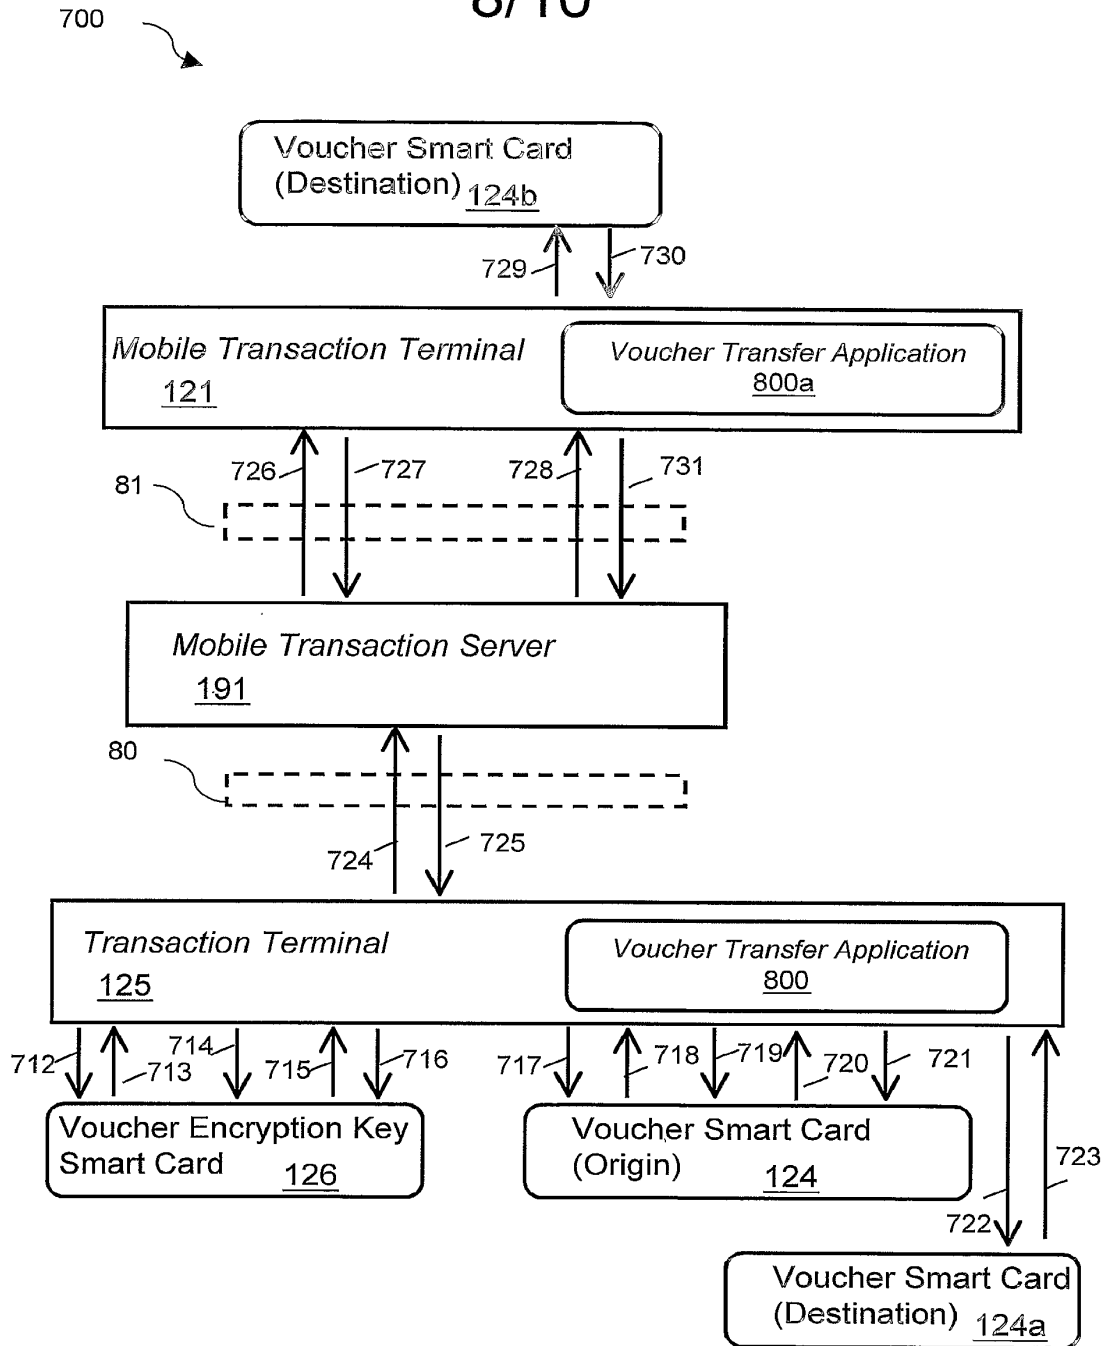 8/10
700
Voucher Smart Card
(Destination) 124b
729
730
Mobile Transaction Terminal
121
Voucher Transfer Application
800a
726
727
728
731
81
Mobile Transaction Server
191
80
724
725
Transaction Terminal
125
Voucher Transfer Application
800
712
713
714
715
716
717
718
719
720
721
Voucher Encryption Key
Smart Card 126
Voucher Smart Card
(Origin) 124
722
723
Voucher Smart Card
(Destination) 124a